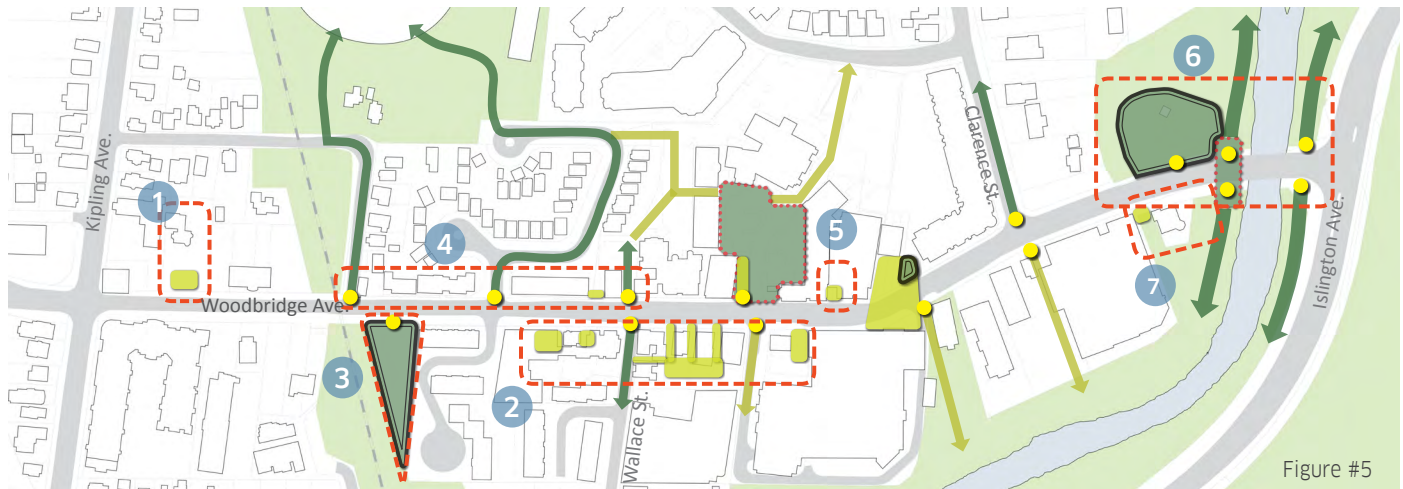 6
Clarence St.
Kipling Ave.
1
5
4
Islington Ave.
Woodbridge Ave.
7
3
2
Wallace St.
Figure #5